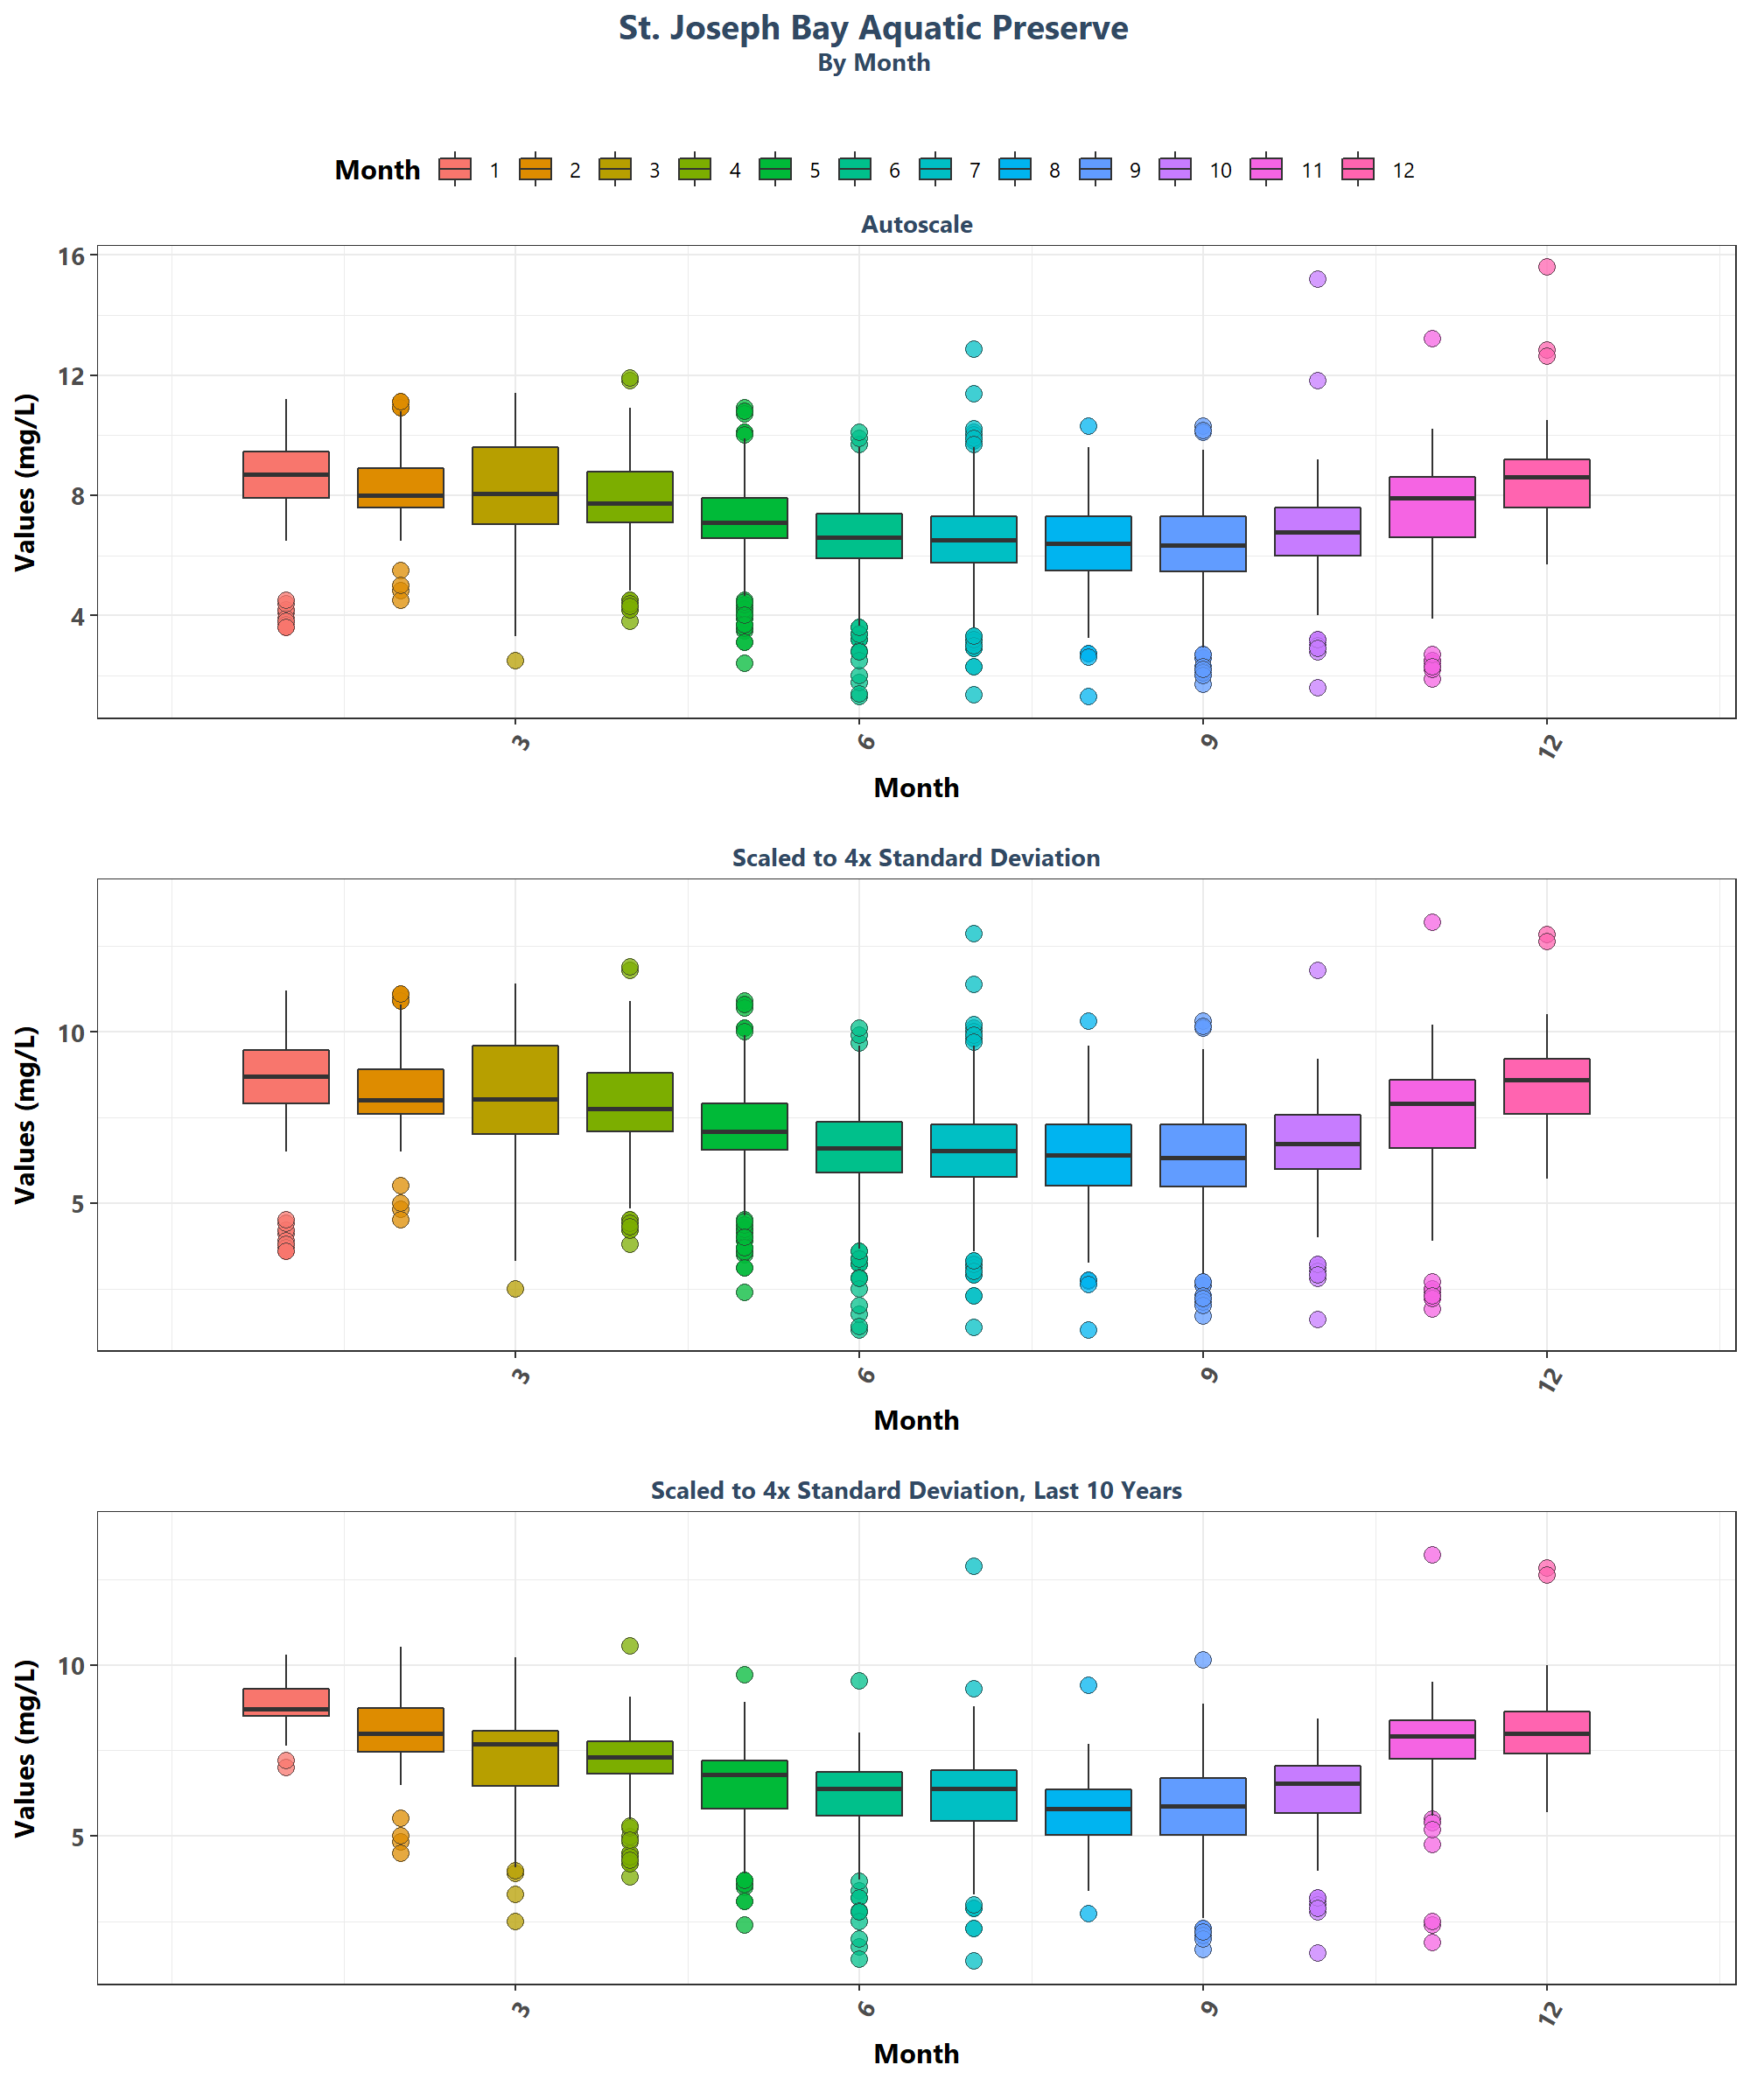 St. Joseph Bay Aquatic Preserve
By Month
Month 1 2 3 4 5 6 7 8 9 10 11 12
Autoscale
Values (mg/L)
16
12
8
4
3 6 9 12
Month
Scaled to 4x Standard Deviation
Values (mg/L)
10
5
3 6 9 12
Month
Scaled to 4x Standard Deviation, Last 10 Years
Values (mg/L)
10
5
3 6 9 12
Month